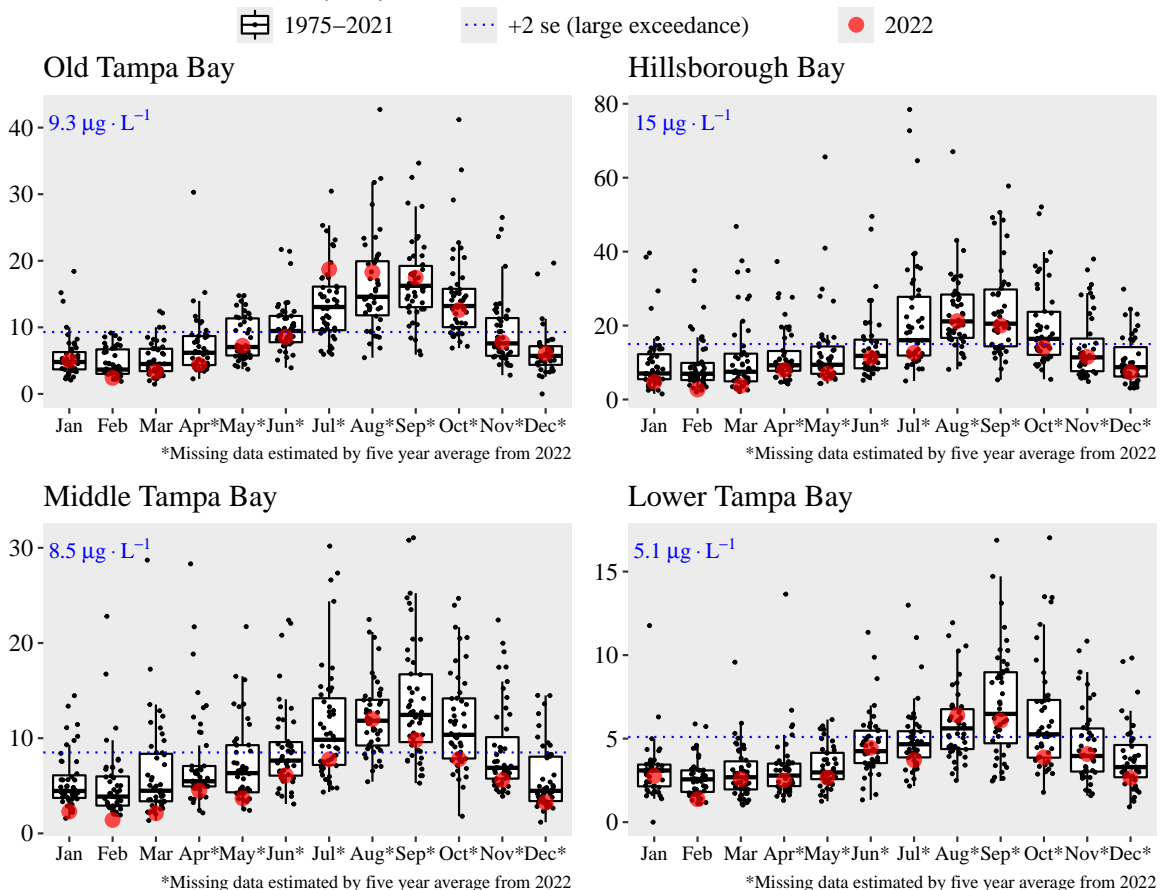 1975–2021 +2 se (large exceedance) 2022
Old Tampa Bay
9.3 μg · L⁻¹
40
30
20
10
0
Jan Feb Mar Apr* May* Jun* Jul* Aug* Sep* Oct* Nov* Dec*
*Missing data estimated by five year average from 2022
Hillsborough Bay
15 μg · L⁻¹
80
60
40
20
0
Jan Feb Mar Apr* May* Jun* Jul* Aug* Sep* Oct* Nov* Dec*
*Missing data estimated by five year average from 2022
Middle Tampa Bay
8.5 μg · L⁻¹
30
20
10
0
Jan Feb Mar Apr* May* Jun* Jul* Aug* Sep* Oct* Nov* Dec*
*Missing data estimated by five year average from 2022
Lower Tampa Bay
5.1 μg · L⁻¹
15
10
5
0
Jan Feb Mar Apr* May* Jun* Jul* Aug* Sep* Oct* Nov* Dec*
*Missing data estimated by five year average from 2022